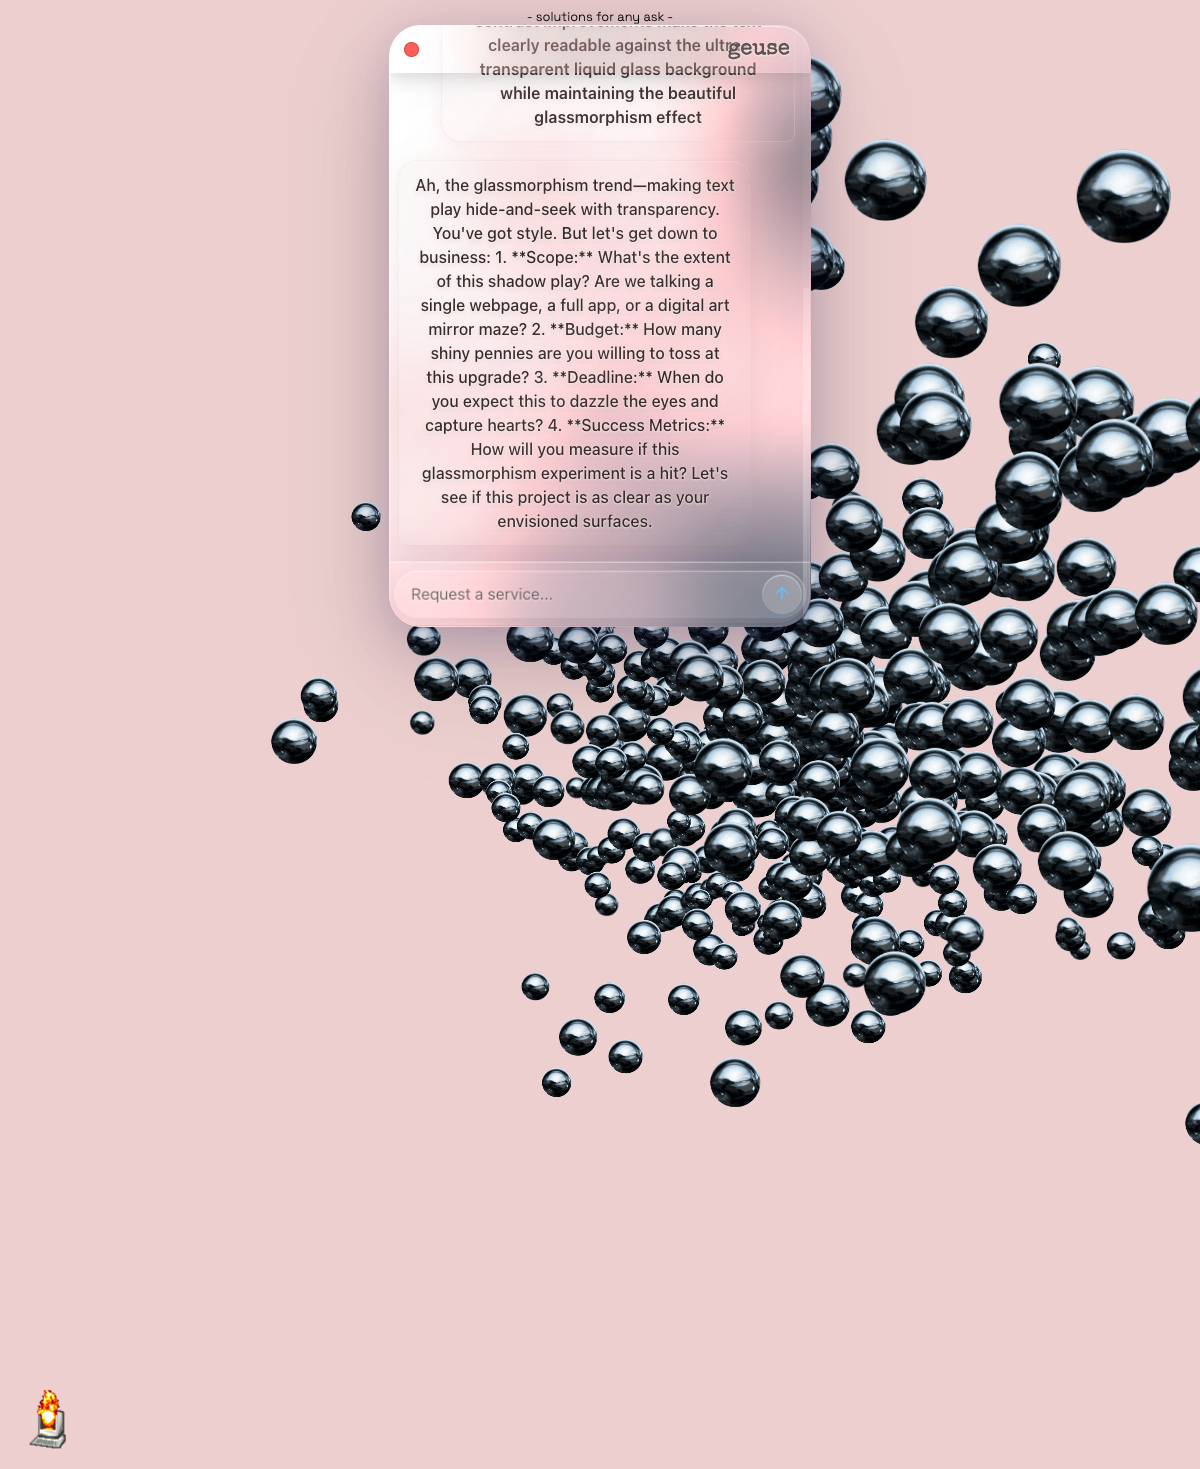 - solutions for any ask -
contrast improvements make the text
clearly readable against the ultra
geuse
transparent liquid glass background
while maintaining the beautiful
glassmorphism effect
Ah, the glassmorphism trend—making text
play hide-and-seek with transparency.
You've got style. But let's get down to
business: 1. **Scope:** What's the extent
of this shadow play? Are we talking a
single webpage, a full app, or a digital art
mirror maze? 2. **Budget:** How many
shiny pennies are you willing to toss at
this upgrade? 3. **Deadline:** When do
you expect this to dazzle the eyes and
capture hearts? 4. **Success Metrics:**
How will you measure if this
glassmorphism experiment is a hit? Let's
see if this project is as clear as your
envisioned surfaces.
Request a service...